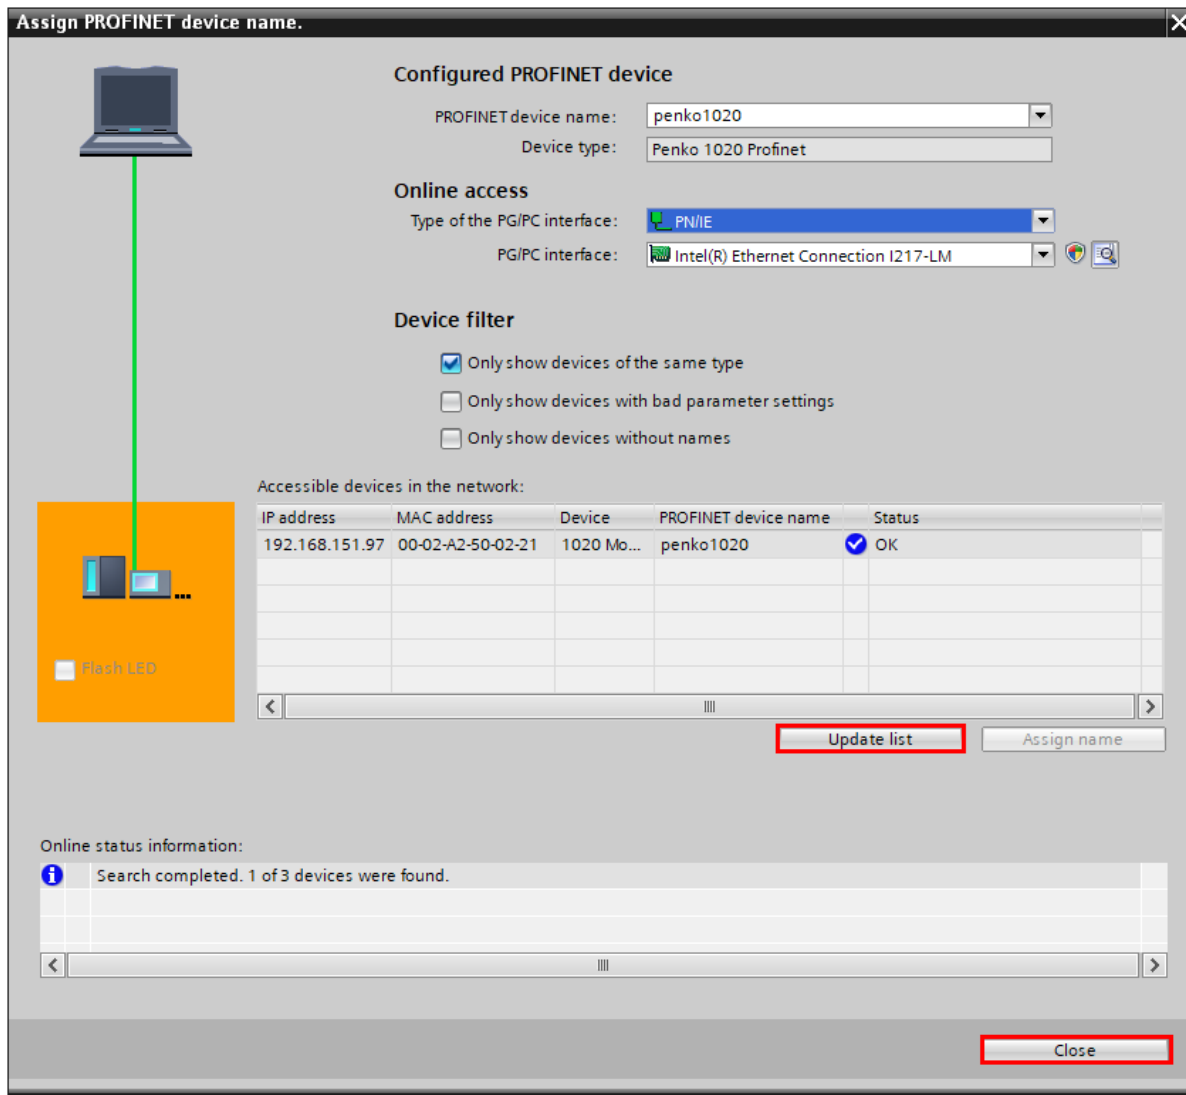 Assign PROFINET device name.
Configured PROFINET device
PROFINET device name: penko1020
Device type: Penko 1020 Profinet
Online access
Type of the PG/PC interface: PN/IE
PG/PC interface: Intel(R) Ethernet Connection I217-LM
Device filter
Only show devices of the same type
Only show devices with bad parameter settings
Only show devices without names
Accessible devices in the network:
IP address MAC address Device PROFINET device name Status
192.168.151.97 00-02-A2-50-02-21 1020 Mo... penko1020 OK
Flash LED
Update list Assign name
Online status information:
Search completed. 1 of 3 devices were found.
Close